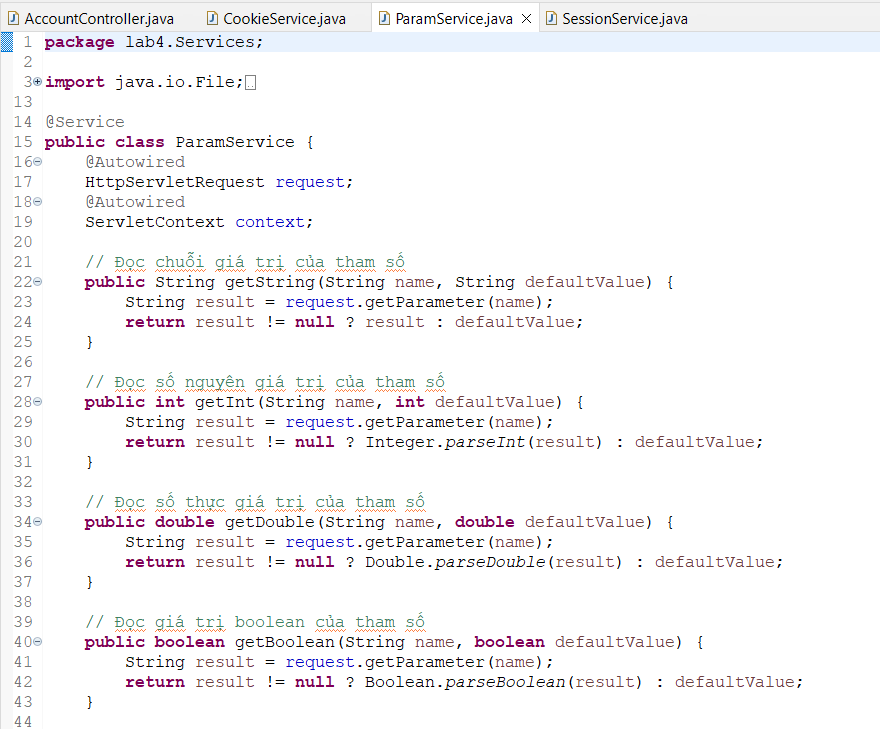 AccountController.java CookieService.java ParamService.java SessionService.java
1 package lab4.Services;
2
3 import java.io.File;
13
14 @Service
15 public class ParamService {
16 @Autowired
17 HttpServletRequest request;
18 @Autowired
19 ServletContext context;
20
21 // Đọc chuỗi giá trị của tham số
22 public String getString(String name, String defaultValue) {
23 String result = request.getParameter(name);
24 return result != null ? result : defaultValue;
25 }
26
27 // Đọc số nguyên giá trị của tham số
28 public int getInt(String name, int defaultValue) {
29 String result = request.getParameter(name);
30 return result != null ? Integer.parseInt(result) : defaultValue;
31 }
32
33 // Đọc số thực giá trị của tham số
34 public double getDouble(String name, double defaultValue) {
35 String result = request.getParameter(name);
36 return result != null ? Double.parseDouble(result) : defaultValue;
37 }
38
39 // Đọc giá trị boolean của tham số
40 public boolean getBoolean(String name, boolean defaultValue) {
41 String result = request.getParameter(name);
42 return result != null ? Boolean.parseBoolean(result) : defaultValue;
43 }
44